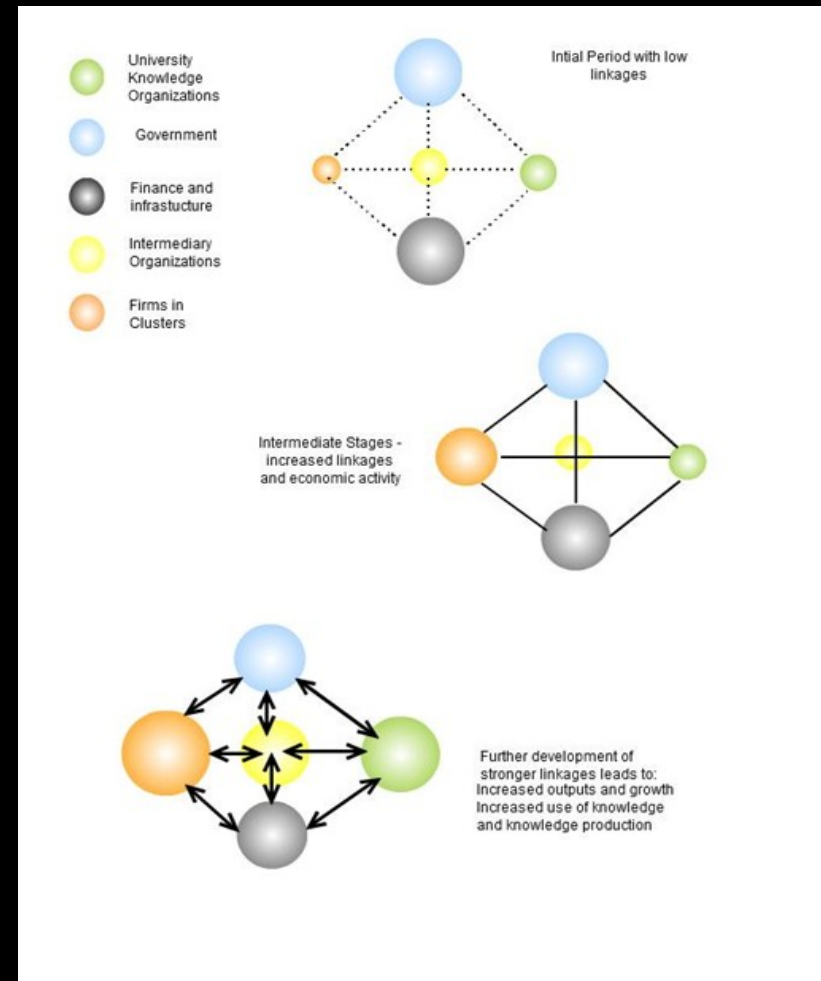 University
Knowledge
Organizations
Government
Finance and
infrastucture
Intermediary
Organizations
Firms in
Clusters
Intial Period with low
linkages
Intermediate Stages -
increased linkages
and economic activity
Further development of
stronger linkages leads to:
Increased outputs and growth
Increased use of knowledge
and knowledge production